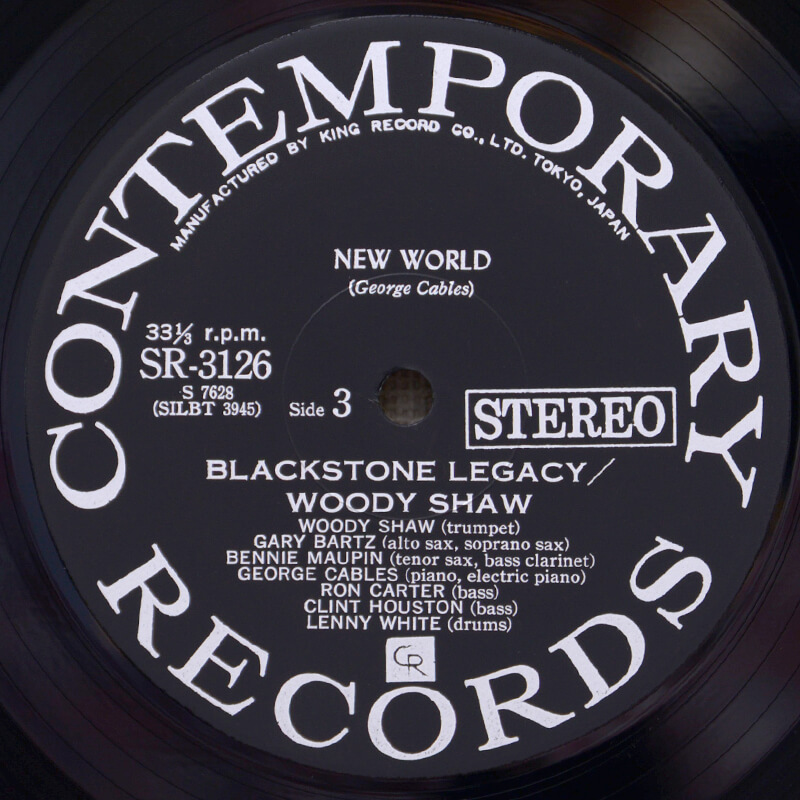 CONTEMPORARY
MANUFACTURED BY KING RECORD CO., LTD. TOKYO, JAPAN
NEW WORLD
(George Cables)
33⅓ r.p.m.
SR-3126
S 7628
(SILBT 3945)
Side 3
STEREO
BLACKSTONE LEGACY/
WOODY SHAW
WOODY SHAW (trumpet)
GARY BARTZ (alto sax, soprano sax)
BENNIE MAUPIN (tenor sax, bass clarinet)
GEORGE CABLES (piano, electric piano)
RON CARTER (bass)
CLINT HOUSTON (bass)
LENNY WHITE (drums)
CR
RECORDS